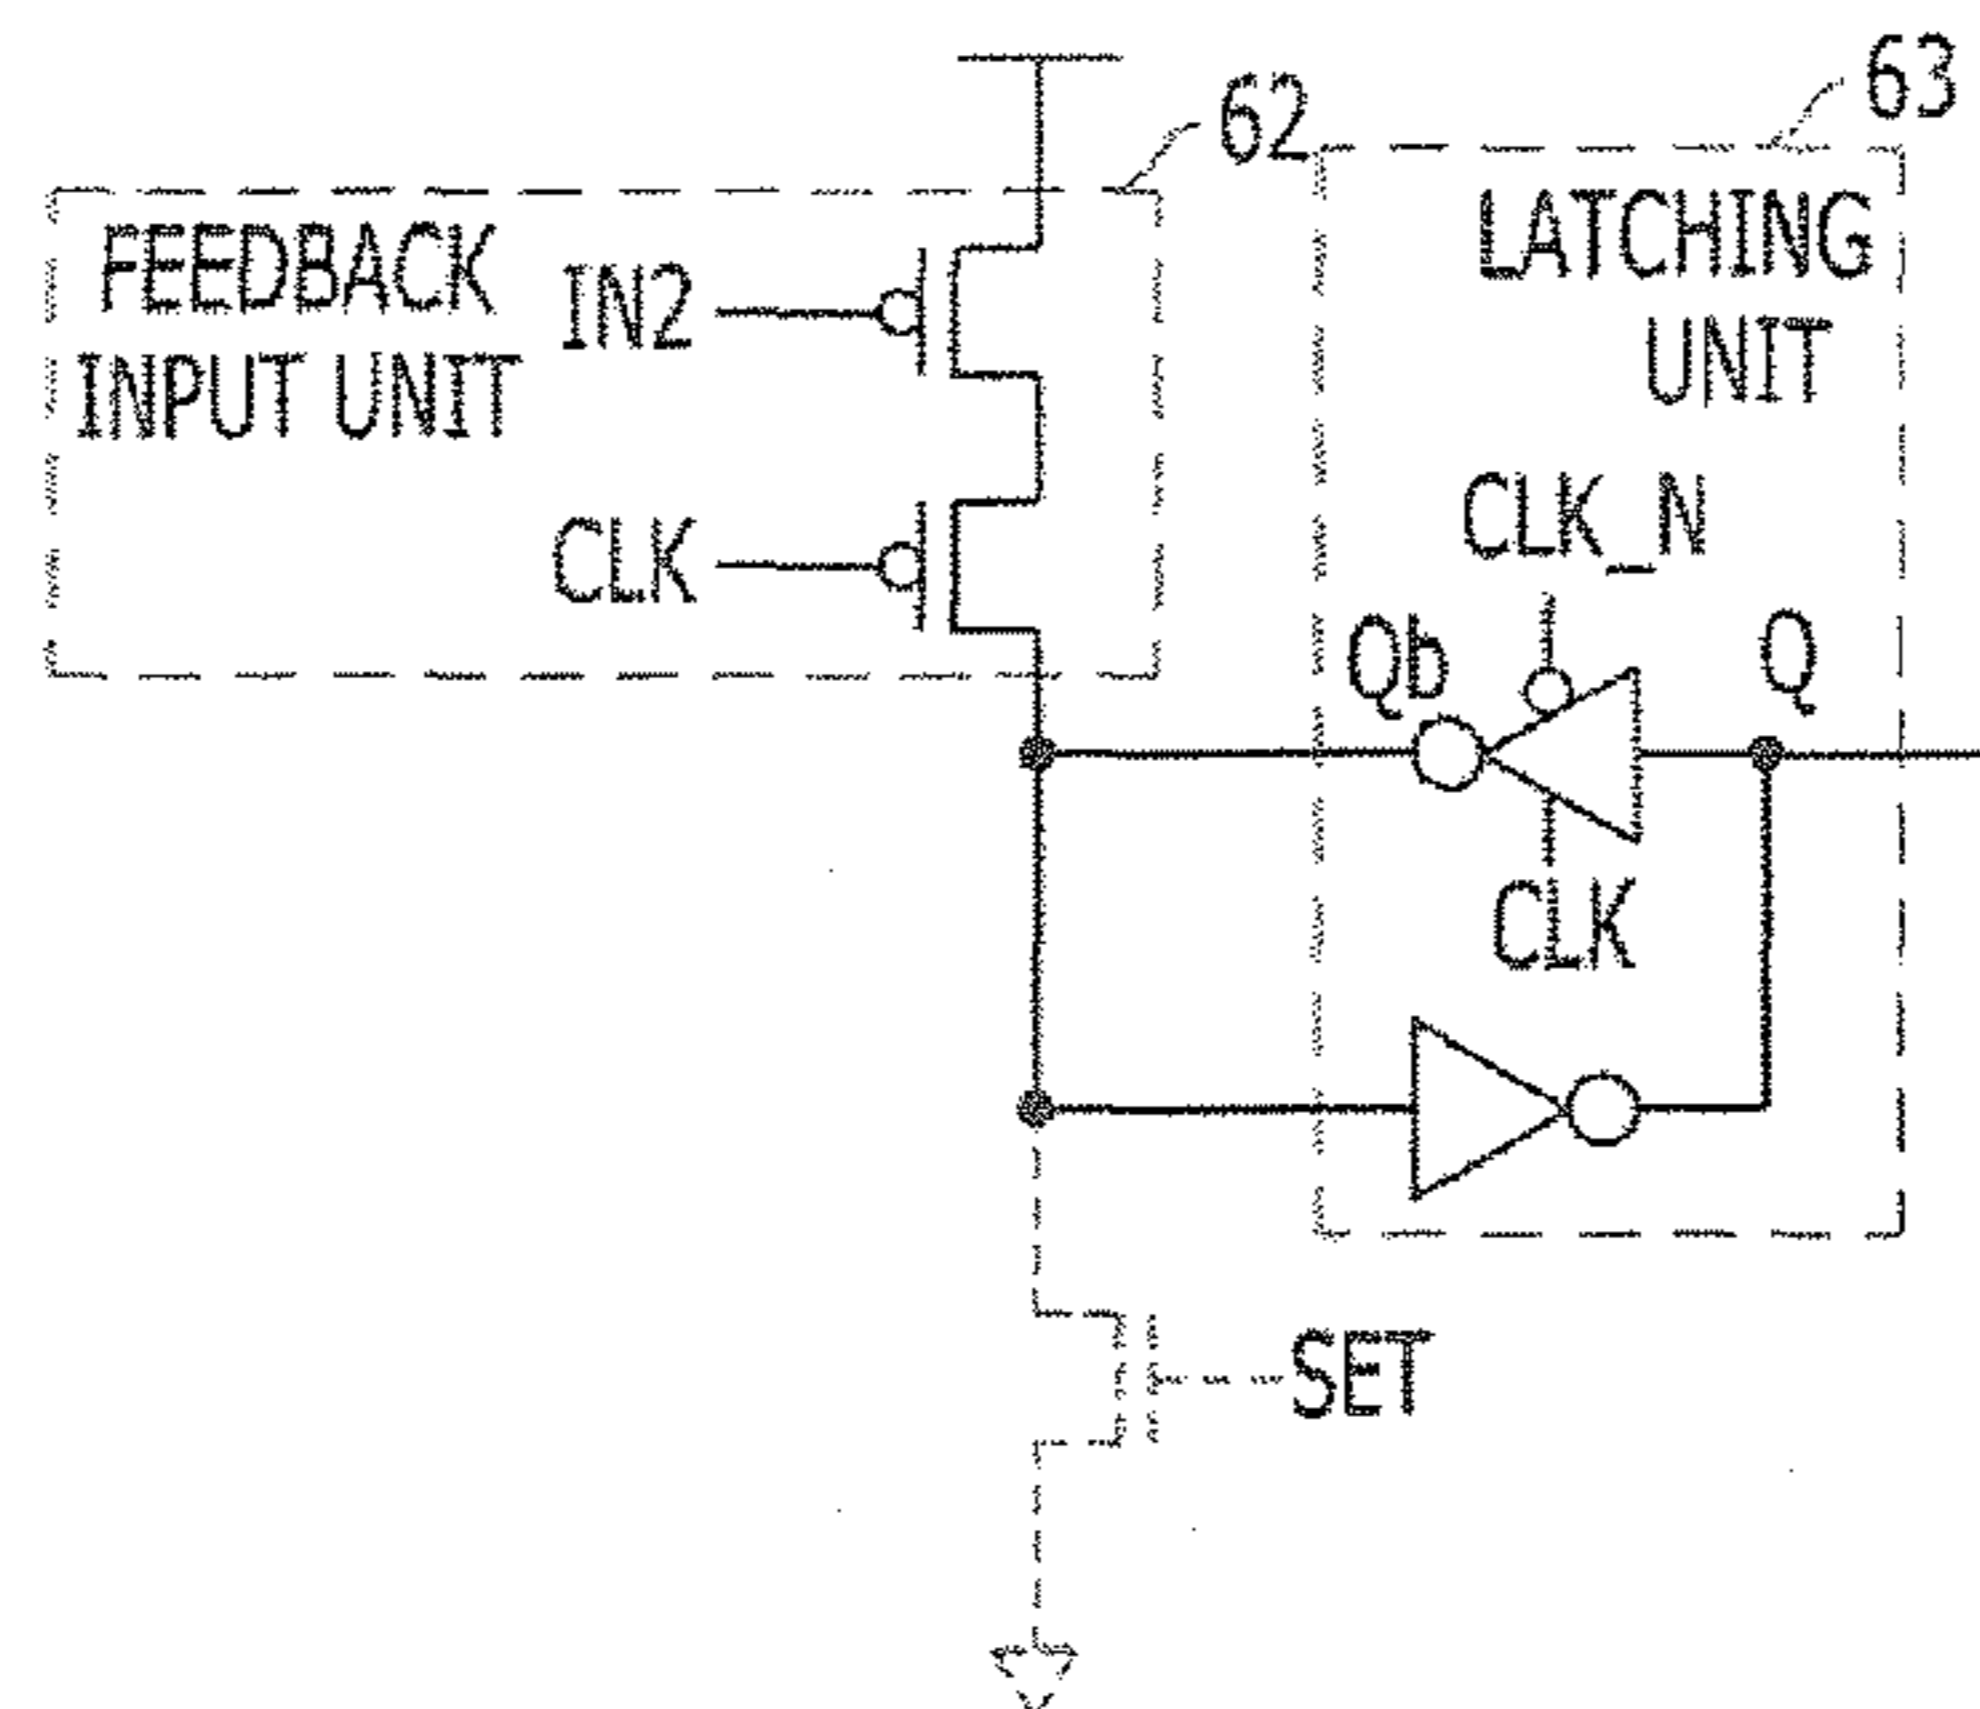 62
63
FEEDBACK
INPUT UNIT
IN2
CLK
LATCHING
UNIT
CLK_N
Qb
Q
CLK
SET